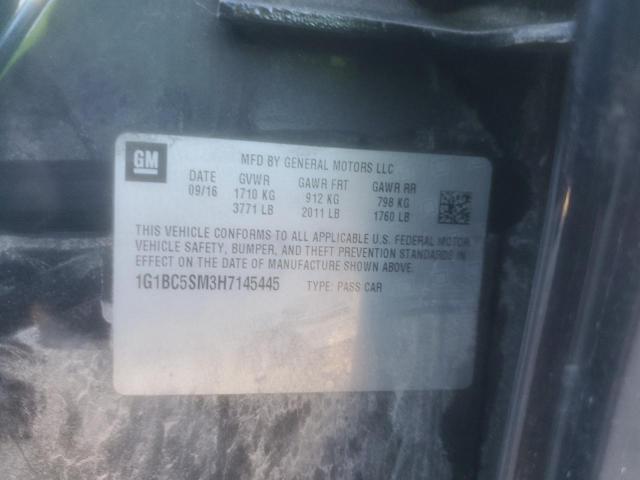 GM
MFD BY GENERAL MOTORS LLC
DATE GVWR GAWR FRT GAWR RR
09/16 1710 KG 912 KG 798 KG
3771 LB 2011 LB 1760 LB
THIS VEHICLE CONFORMS TO ALL APPLICABLE U.S. FEDERAL MOTOR
VEHICLE SAFETY, BUMPER, AND THEFT PREVENTION STANDARDS IN
EFFECT ON THE DATE OF MANUFACTURE SHOWN ABOVE.
1G1BC5SM3H7145445 TYPE: PASS CAR